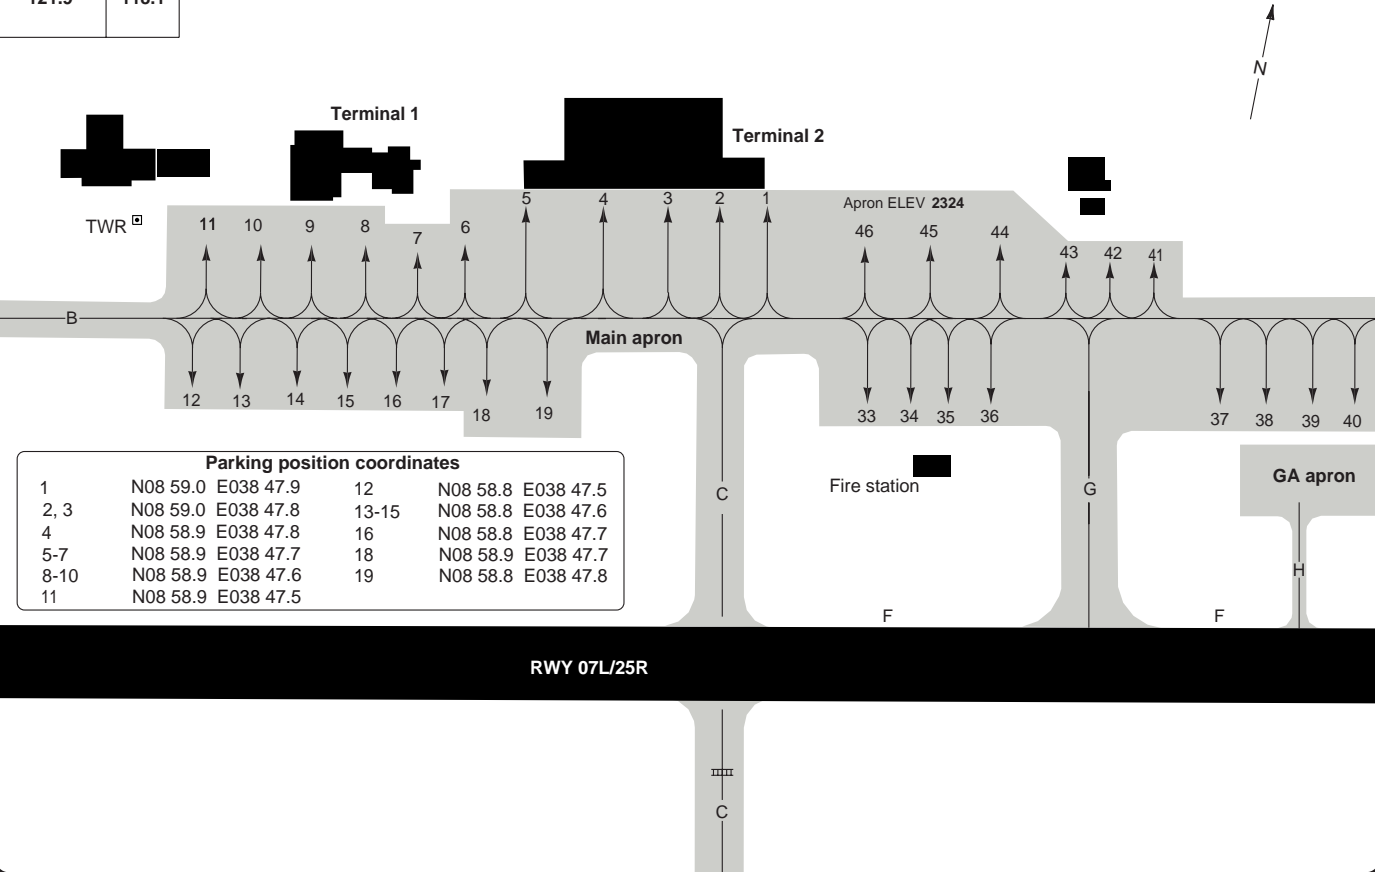 N
Terminal 1
Terminal 2
TWR
Apron ELEV 2324
11 10 9 8 7 6 5 4 3 2 1 46 45 44 43 42 41
B
Main apron
12 13 14 15 16 17 18 19 33 34 35 36 37 38 39 40
Parking position coordinates
1 N08 59.0 E038 47.9 12 N08 58.8 E038 47.5
2, 3 N08 59.0 E038 47.8 13-15 N08 58.8 E038 47.6
4 N08 58.9 E038 47.8 16 N08 58.8 E038 47.7
5-7 N08 58.9 E038 47.7 18 N08 58.9 E038 47.7
8-10 N08 58.9 E038 47.6 19 N08 58.8 E038 47.8
11 N08 58.9 E038 47.5
Fire station
GA apron
C
G
H
F F
RWY 07L/25R
C